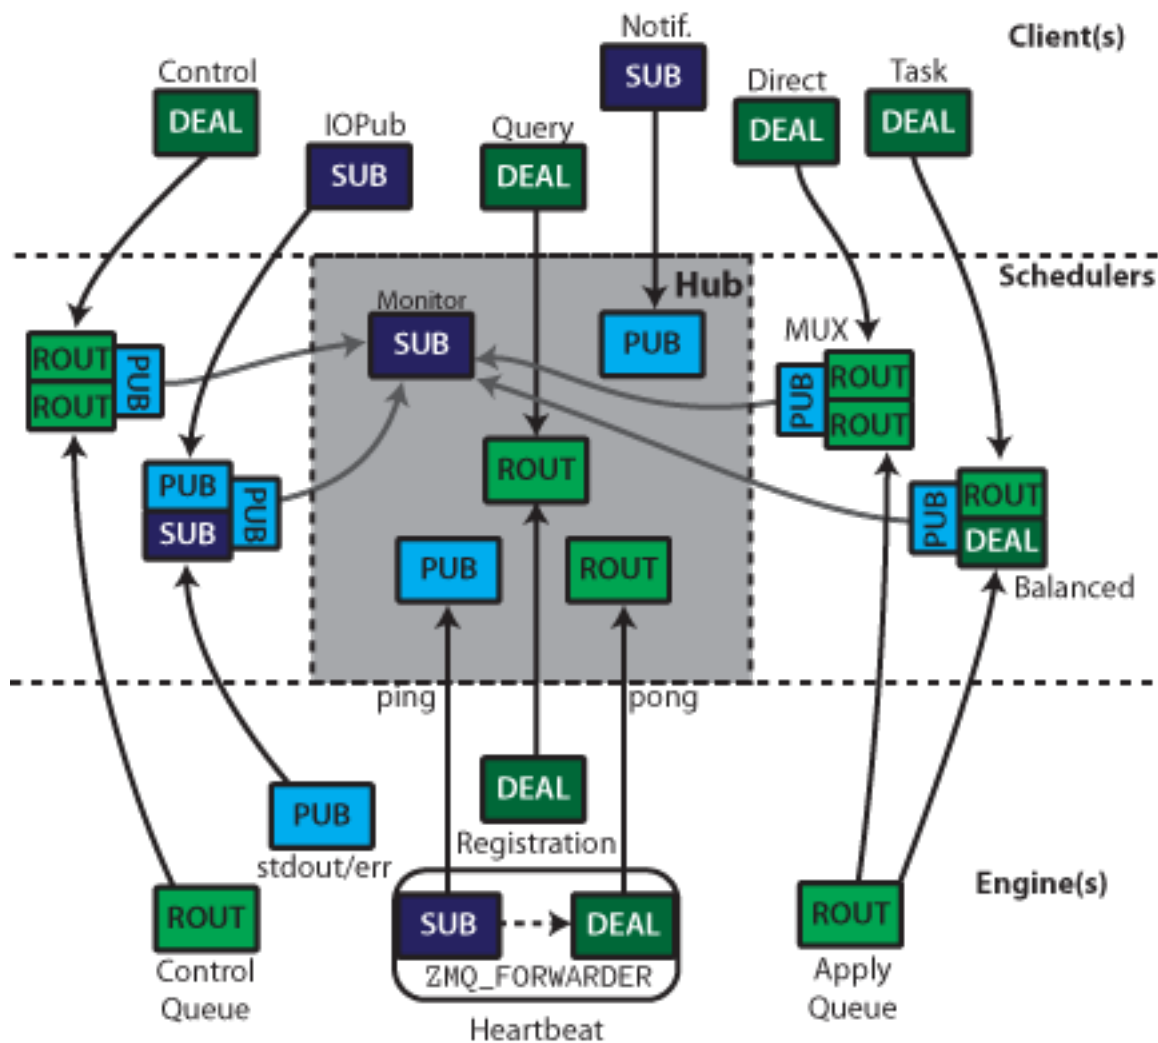 Notif.
Client(s)
Control
SUB
Direct
Task
DEAL
IOPub
Query
DEAL
DEAL
SUB
DEAL
Hub
Schedulers
Monitor
MUX
ROUT
SUB
PUB
ROUT
PUB
ROUT
PUB
ROUT
PUB
PUB
ROUT
ROUT
SUB
PUB
DEAL
PUB
ROUT
Balanced
ping
pong
DEAL
PUB
Registration
stdout/err
Engine(s)
ROUT
SUB
DEAL
ROUT
Control
Queue
ZMQ_FORWARDER
Apply
Queue
Heartbeat